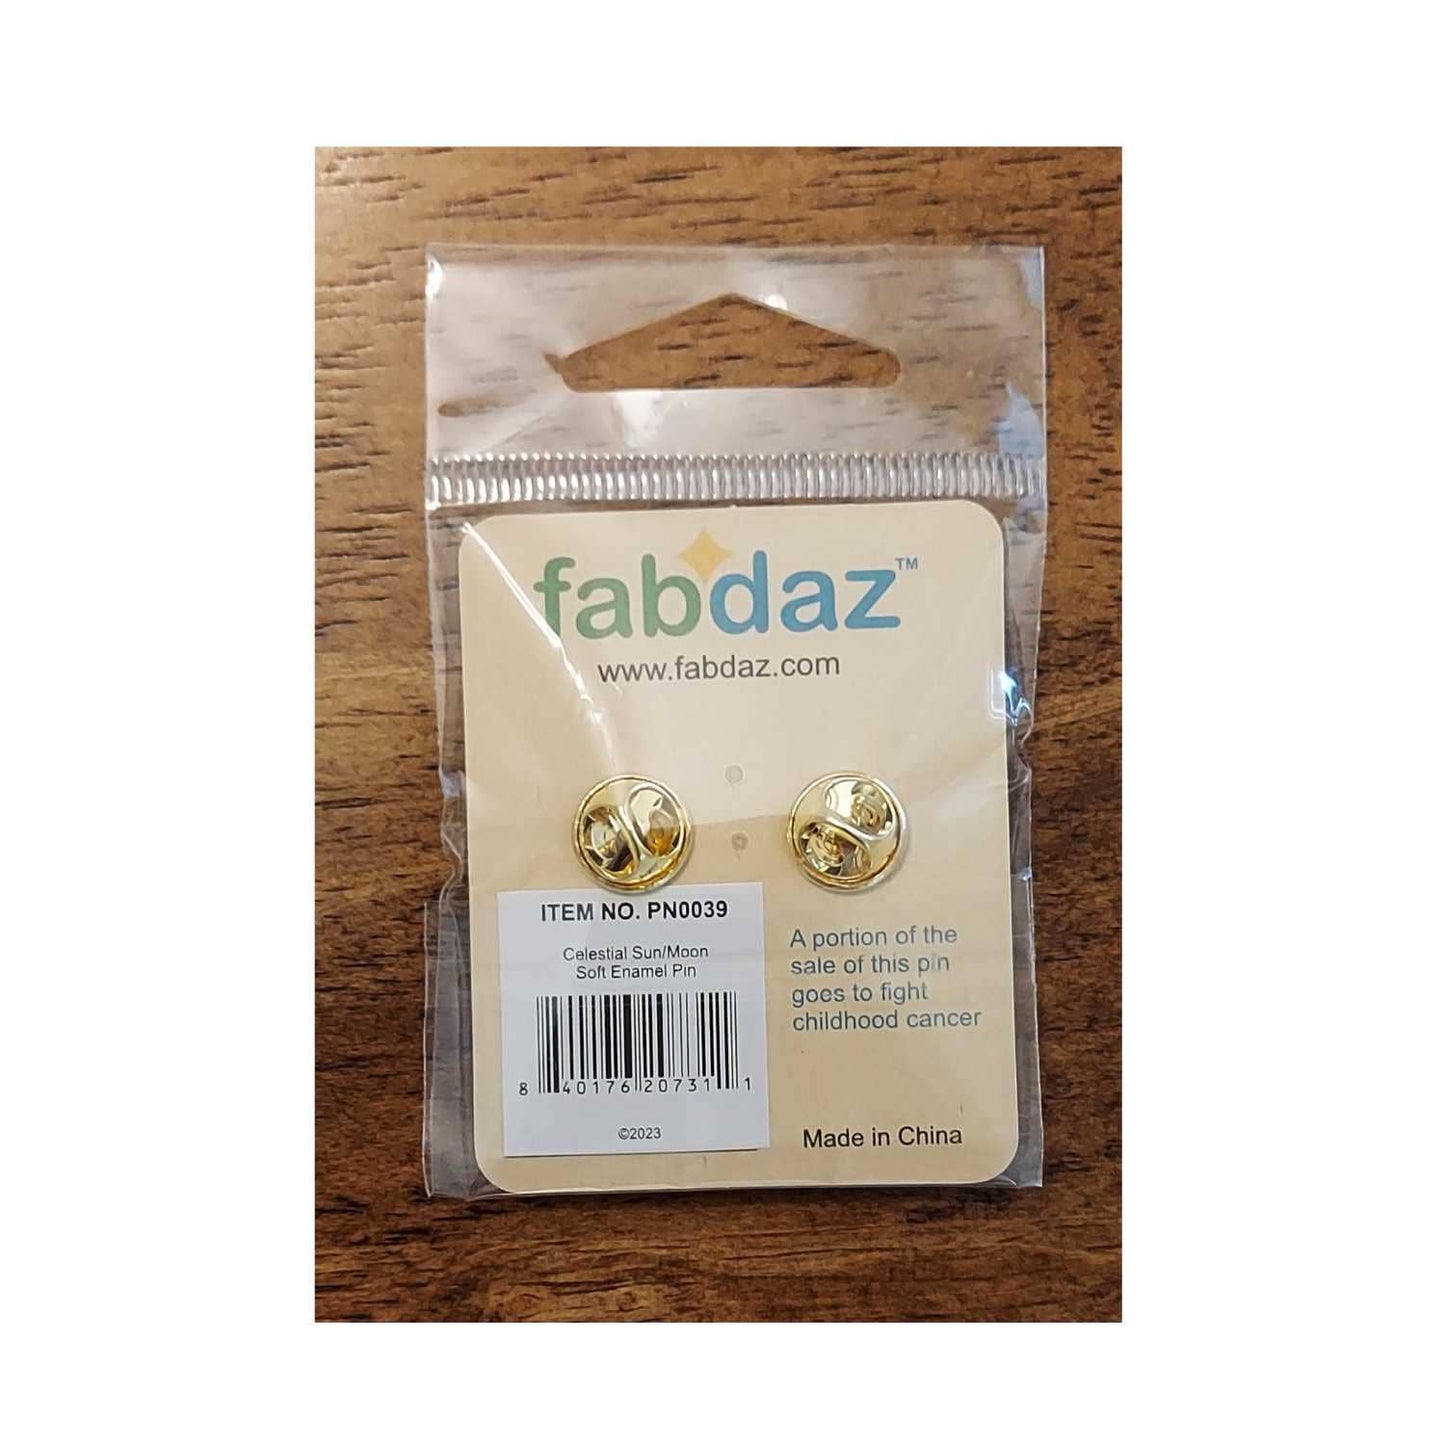 fabdaz™
www.fabdaz.com
ITEM NO. PN0039
Celestial Sun/Moon
Soft Enamel Pin
8 40176 20731 1
©2023
A portion of the
sale of this pin
goes to fight
childhood cancer
Made in China